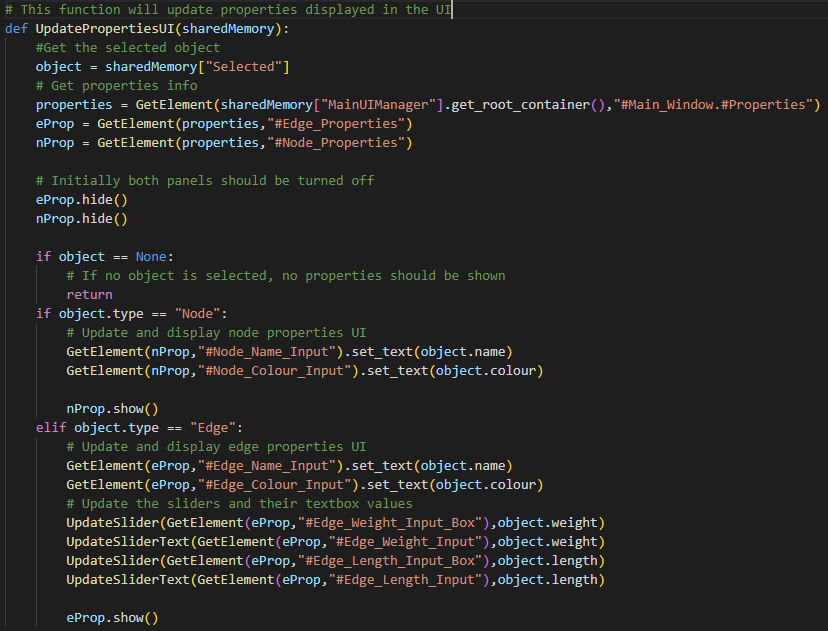 # This function will update properties displayed in the UI
def UpdatePropertiesUI(sharedMemory):
    #Get the selected object
    object = sharedMemory["Selected"]
    # Get properties info
    properties = GetElement(sharedMemory["MainUIManager"].get_root_container(),"#Main_Window.#Properties")
    eProp = GetElement(properties,"#Edge_Properties")
    nProp = GetElement(properties,"#Node_Properties")

    # Initially both panels should be turned off
    eProp.hide()
    nProp.hide()

    if object == None:
        # If no object is selected, no properties should be shown
        return
    if object.type == "Node":
        # Update and display node properties UI
        GetElement(nProp,"#Node_Name_Input").set_text(object.name)
        GetElement(nProp,"#Node_Colour_Input").set_text(object.colour)

        nProp.show()
    elif object.type == "Edge":
        # Update and display edge properties UI
        GetElement(eProp,"#Edge_Name_Input").set_text(object.name)
        GetElement(eProp,"#Edge_Colour_Input").set_text(object.colour)
        # Update the sliders and their textbox values
        UpdateSlider(GetElement(eProp,"#Edge_Weight_Input_Box"),object.weight)
        UpdateSliderText(GetElement(eProp,"#Edge_Weight_Input"),object.weight)
        UpdateSlider(GetElement(eProp,"#Edge_Length_Input_Box"),object.length)
        UpdateSliderText(GetElement(eProp,"#Edge_Length_Input"),object.length)

        eProp.show()